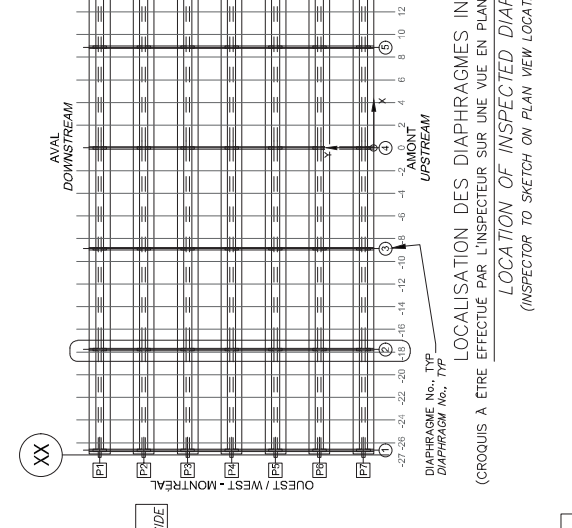 AVAL
DOWNSTREAM
XX
P1
P2
P3
P4
P5
P6
P7
OUEST / WEST - MONTRÉAL
IDE
Y
X
1
2
3
4
5
-27 -26 -24 -22 -20 -18 -16 -14 -12 -10 -8 -6 -4 -2 0 2 4 6 8 10 12
AMONT
UPSTREAM
DIAPHRAGME No., TYP
DIAPHRAGM No., TYP
LOCALISATION DES DIAPHRAGMES IN
(CROQUIS À ÊTRE EFFECTUÉ PAR L'INSPECTEUR SUR UNE VUE EN PLAN
LOCATION OF INSPECTED DIAP
(INSPECTOR TO SKETCH ON PLAN VIEW LOCAT